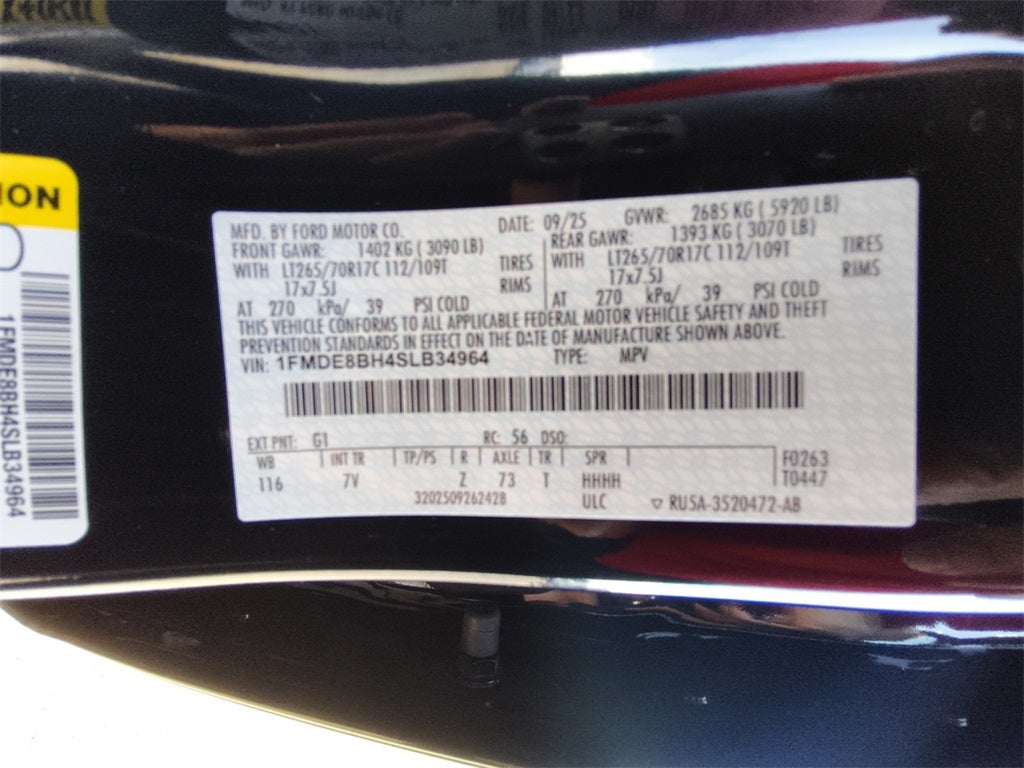 ION
1FMDE8BH4SLB34964
MFD. BY FORD MOTOR CO. DATE: 09/25 GVWR: 2685 KG ( 5920 LB)
FRONT GAWR: 1402 KG ( 3090 LB) REAR GAWR: 1393 KG ( 3070 LB)
WITH LT265/70R17C 112/109T TIRES WITH LT265/70R17C 112/109T TIRES
17x7.5J RIMS 17x7.5J RIMS
AT 270 kPa/ 39 PSI COLD AT 270 kPa/ 39 PSI COLD
THIS VEHICLE CONFORMS TO ALL APPLICABLE FEDERAL MOTOR VEHICLE SAFETY AND THEFT
PREVENTION STANDARDS IN EFFECT ON THE DATE OF MANUFACTURE SHOWN ABOVE.
VIN: 1FMDE8BH4SLB34964 TYPE: MPV
EXT PNT: G1 RC: 56 DSO:
WB INT TR TP/PS R AXLE TR SPR F0263
116 7V Z 73 T HHHH T0447
3202509262428 ULC RU5A-3520472-AB